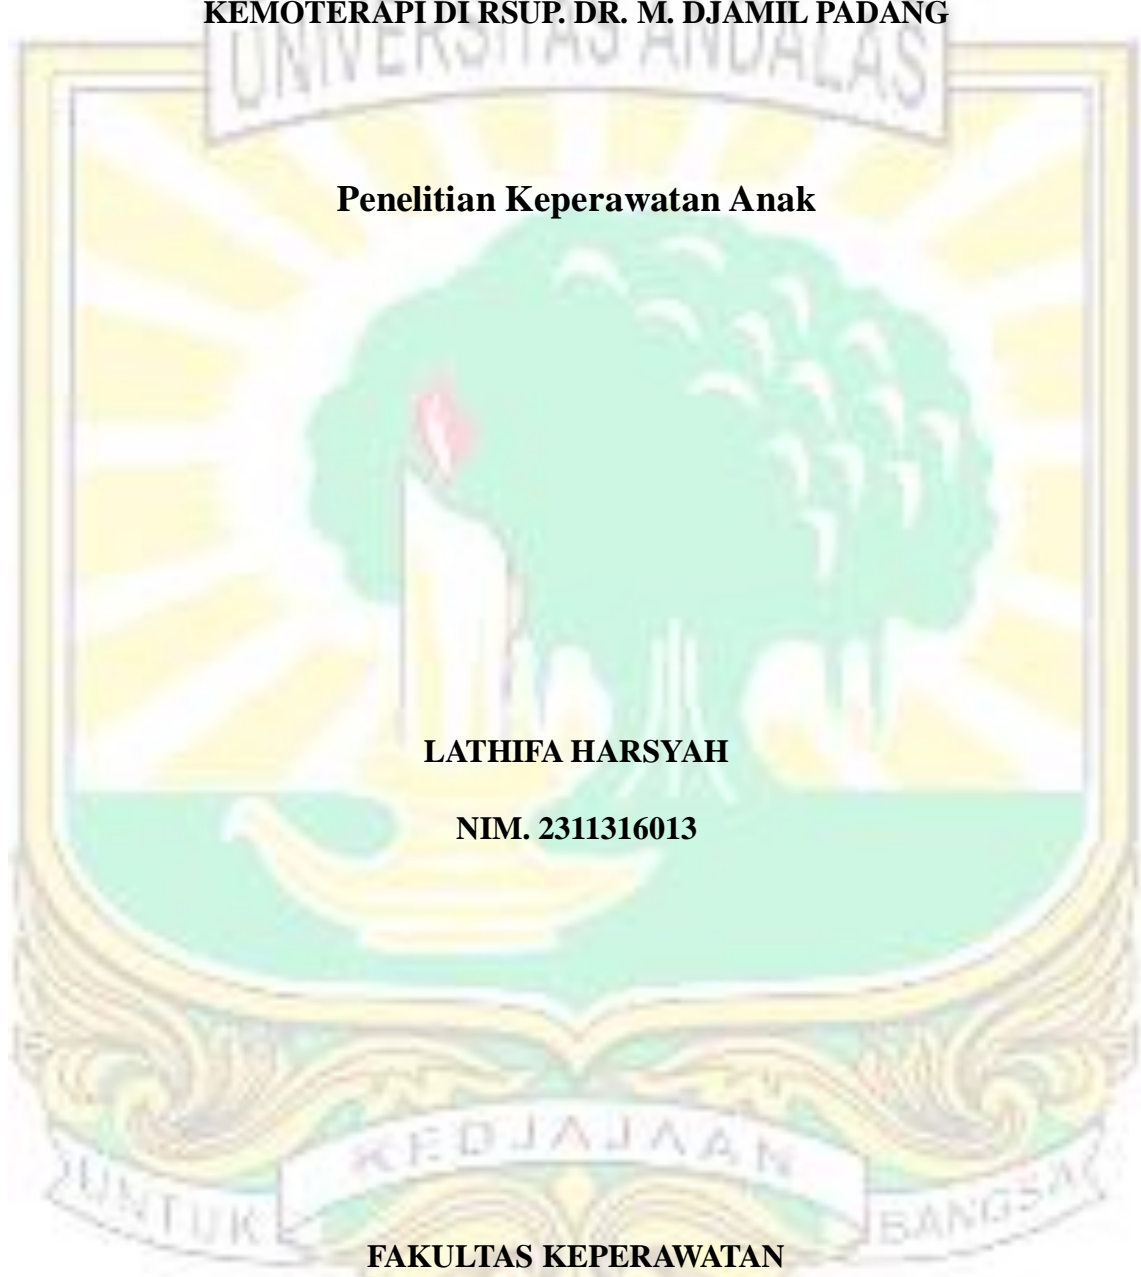 KEMOTERAPI DI RSUP. DR. M. DJAMIL PADANG
UNIVERSITAS ANDALAS
Penelitian Keperawatan Anak
LATHIFA HARSYAH
NIM. 2311316013
KEDJAJAAN
UNTUK
BANGSA
FAKULTAS KEPERAWATAN